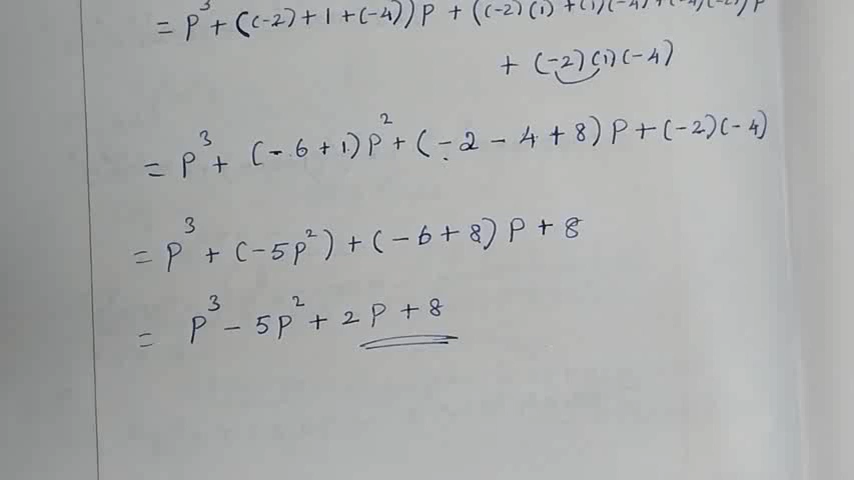 = p³ + ((-2)+1+(-4))p + ((-2)(1)+(1)(-4)+(-4)(-2))p
+ (-2)(1)(-4)
= p³ + (-6+1)p² + (-2-4+8)p + (-2)(-4)
= p³ + (-5p²) + (-6+8)p + 8
= p³ - 5p² + 2p + 8